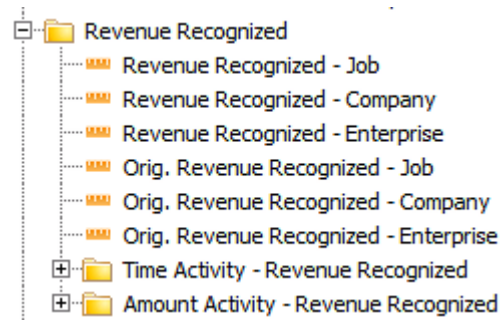 Revenue Recognized
Revenue Recognized - Job
Revenue Recognized - Company
Revenue Recognized - Enterprise
Orig. Revenue Recognized - Job
Orig. Revenue Recognized - Company
Orig. Revenue Recognized - Enterprise
Time Activity - Revenue Recognized
Amount Activity - Revenue Recognized